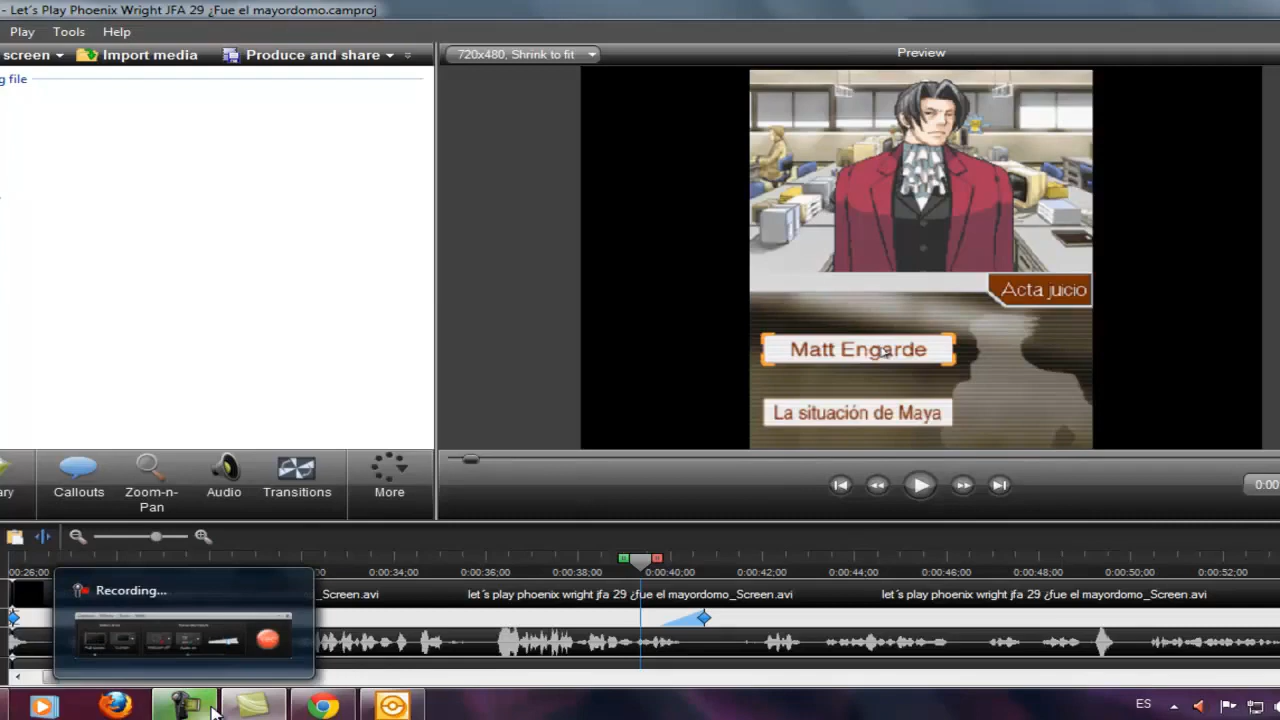 - Let´s Play Phoenix Wright JFA 29 ¿Fue el mayordomo.camproj
Play Tools Help
screen Import media Produce and share
720x480, Shrink to fit
Preview
g file
Acta juicio
Matt Engarde
La situación de Maya
ary
Callouts
Zoom-n-
Pan
Audio
Transitions
More
0:00
00:26;00
00
0:00:34;00
0:00:36;00
0:00:38;00
0:00:40;00
0:00:42;00
0:00:44;00
0:00:46;00
0:00:48;00
0:00:50;00
0:00:52;00
Recording...
_Screen.avi
let´s play phoenix wright jfa 29 ¿fue el mayordomo_Screen.avi
let´s play phoenix wright jfa 29 ¿fue el mayordomo_Screen.avi
ES